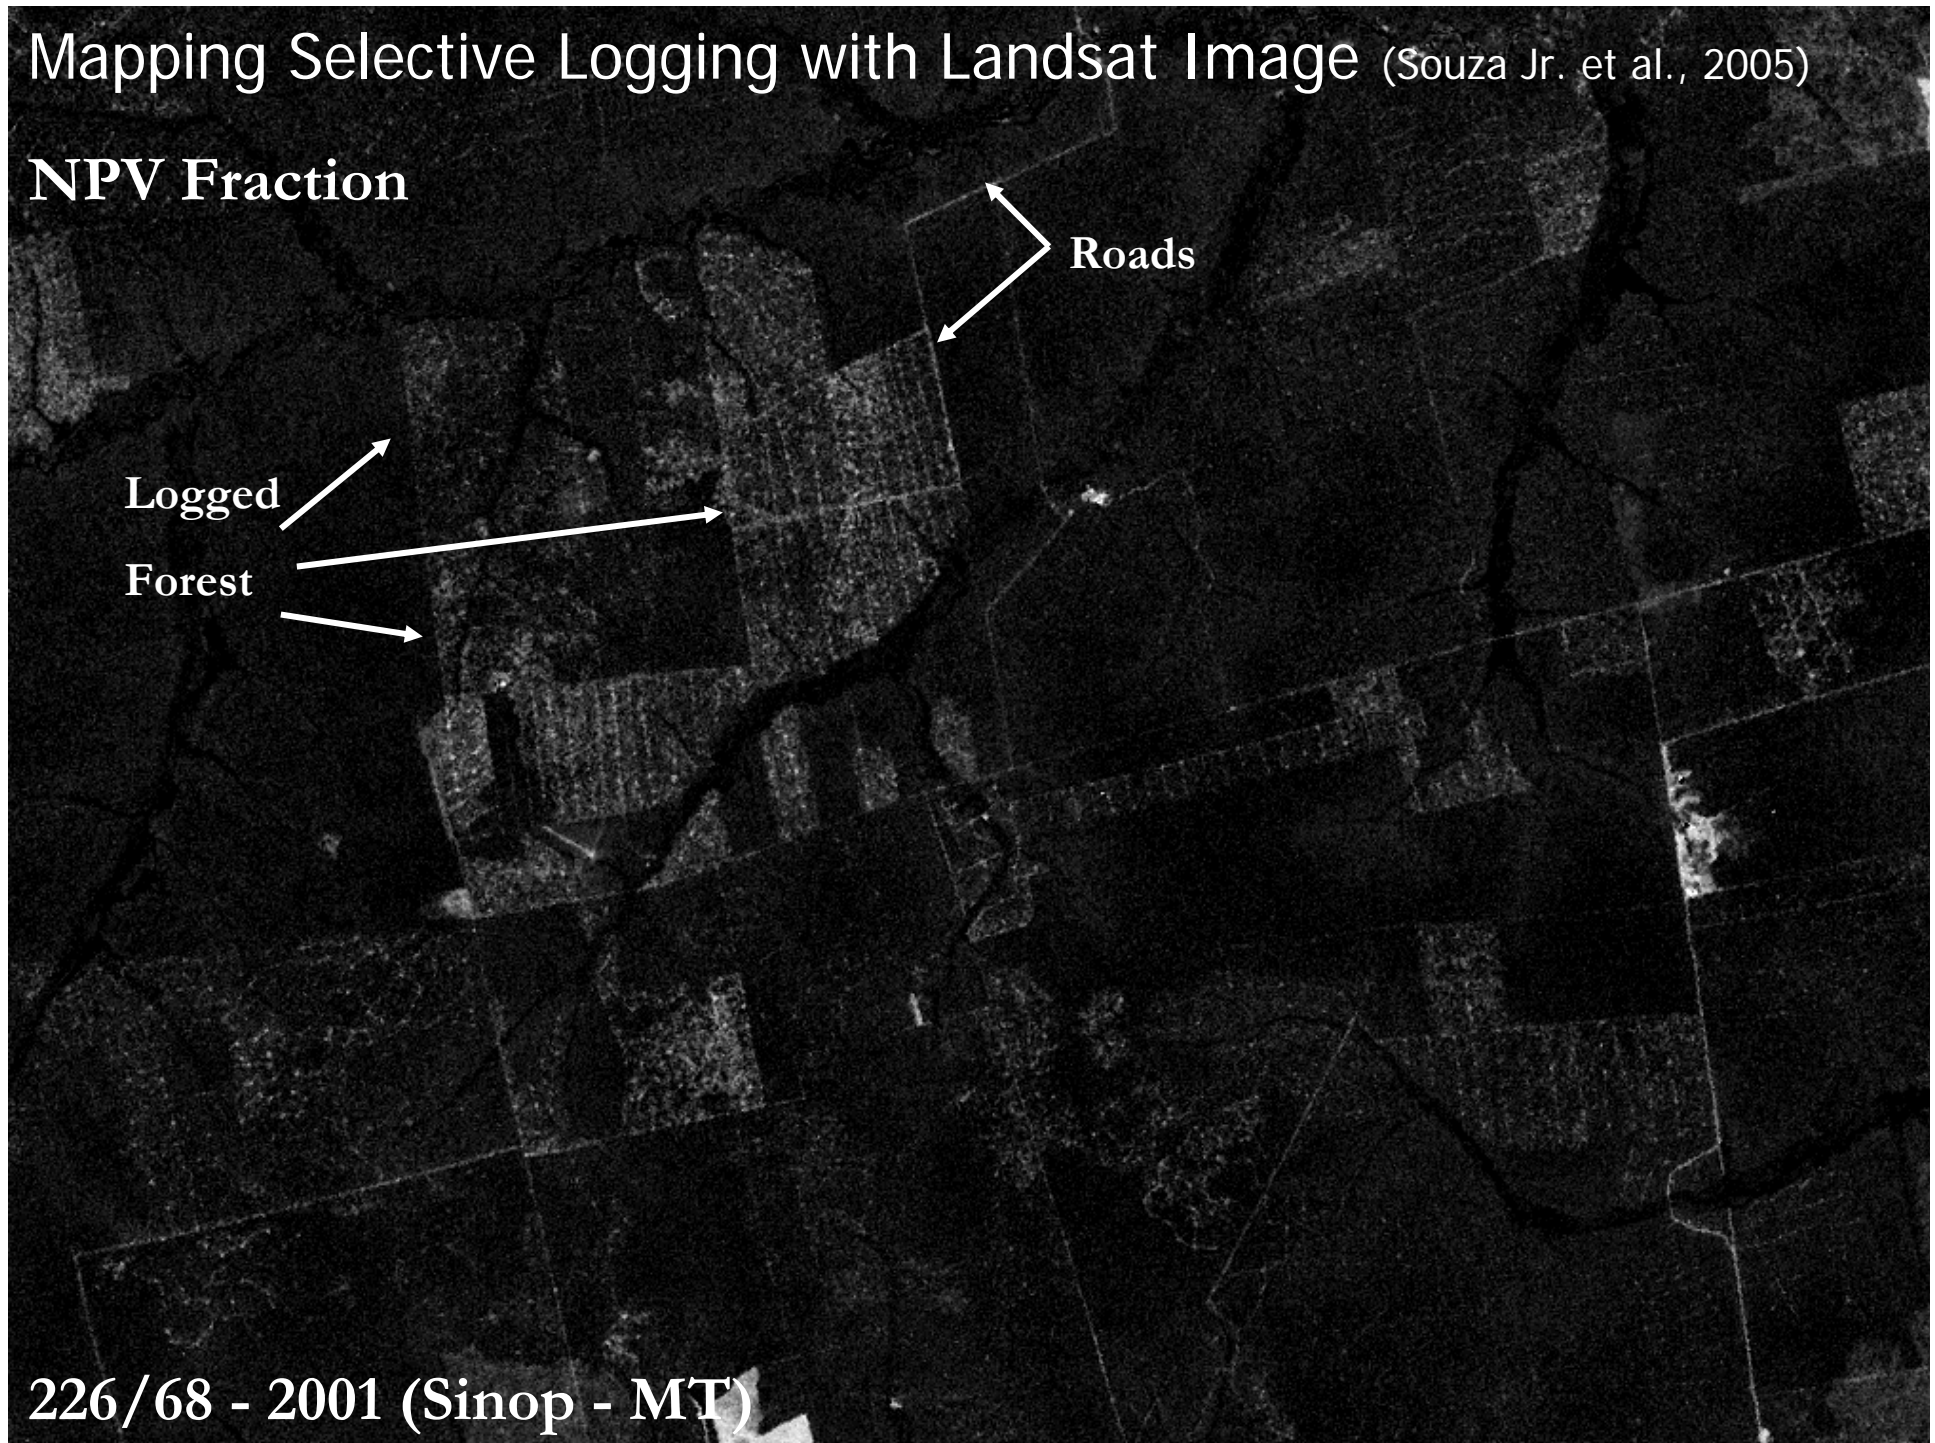 Mapping Selective Logging with Landsat Image (Souza Jr. et al., 2005)
NPV Fraction
Roads
Logged
Forest
226/68 - 2001 (Sinop - MT)